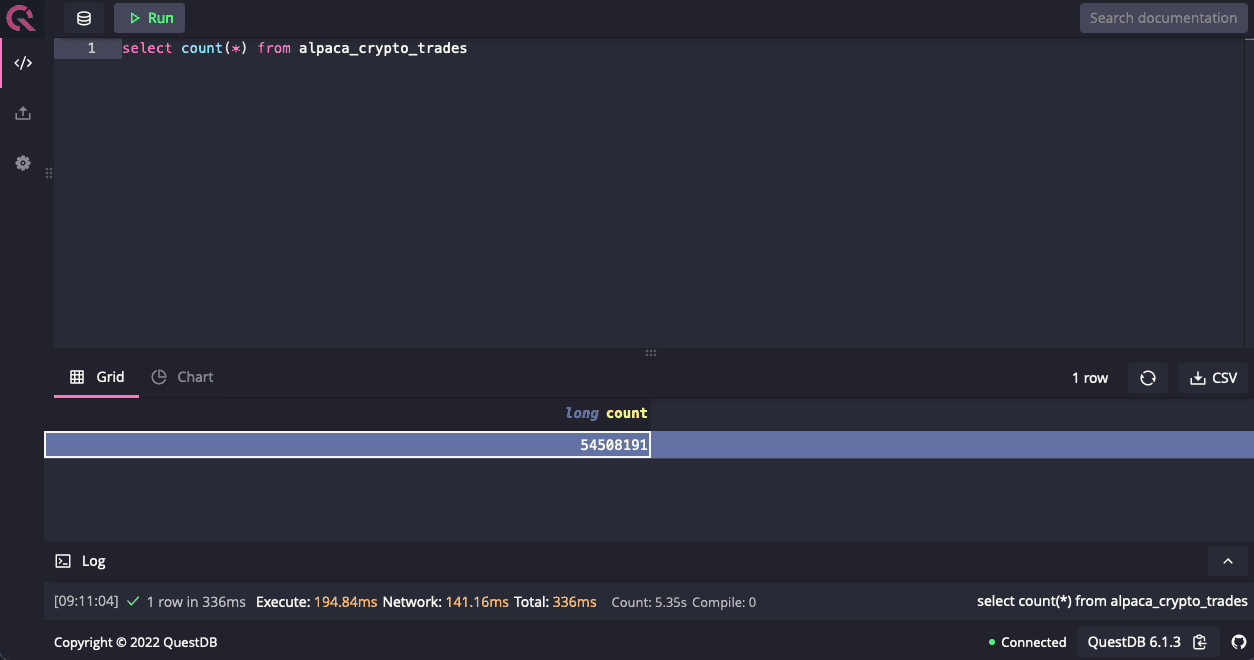 Run
Search documentation
1 select count(*) from alpaca_crypto_trades
Grid Chart 1 row CSV
long count
54508191
Log
[09:11:04] 1 row in 336ms Execute: 194.84ms Network: 141.16ms Total: 336ms Count: 5.35s Compile: 0 select count(*) from alpaca_crypto_trades
Copyright © 2022 QuestDB Connected QuestDB 6.1.3